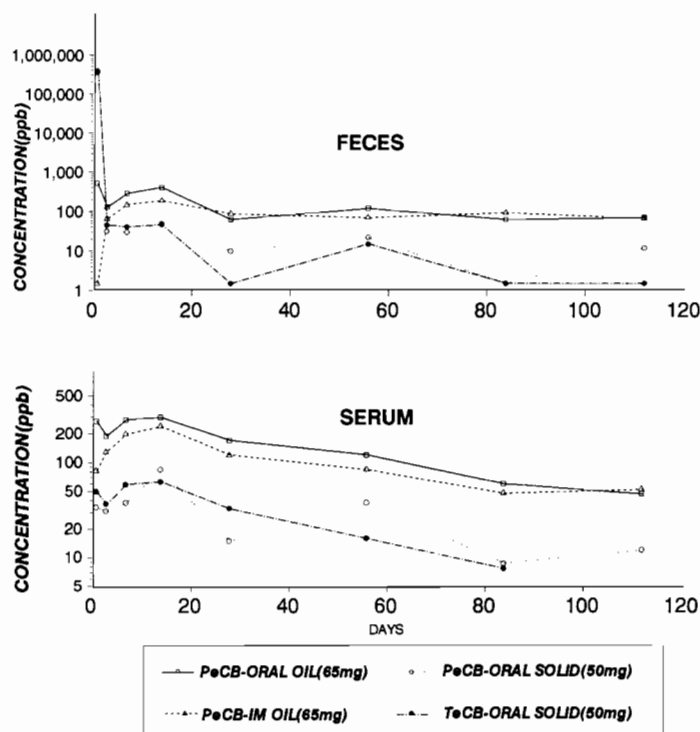 FECES
CONCENTRATION(ppb)
1,000,000
100,000
10,000
1,000
100
10
1
0 20 40 60 80 100 120
SERUM
CONCENTRATION(ppb)
500
200
100
50
20
10
5
0 20 40 60 80 100 120
DAYS
PeCB-ORAL OIL(65mg) PeCB-ORAL SOLID(50mg)
PeCB-IM OIL(65mg) TeCB-ORAL SOLID(50mg)